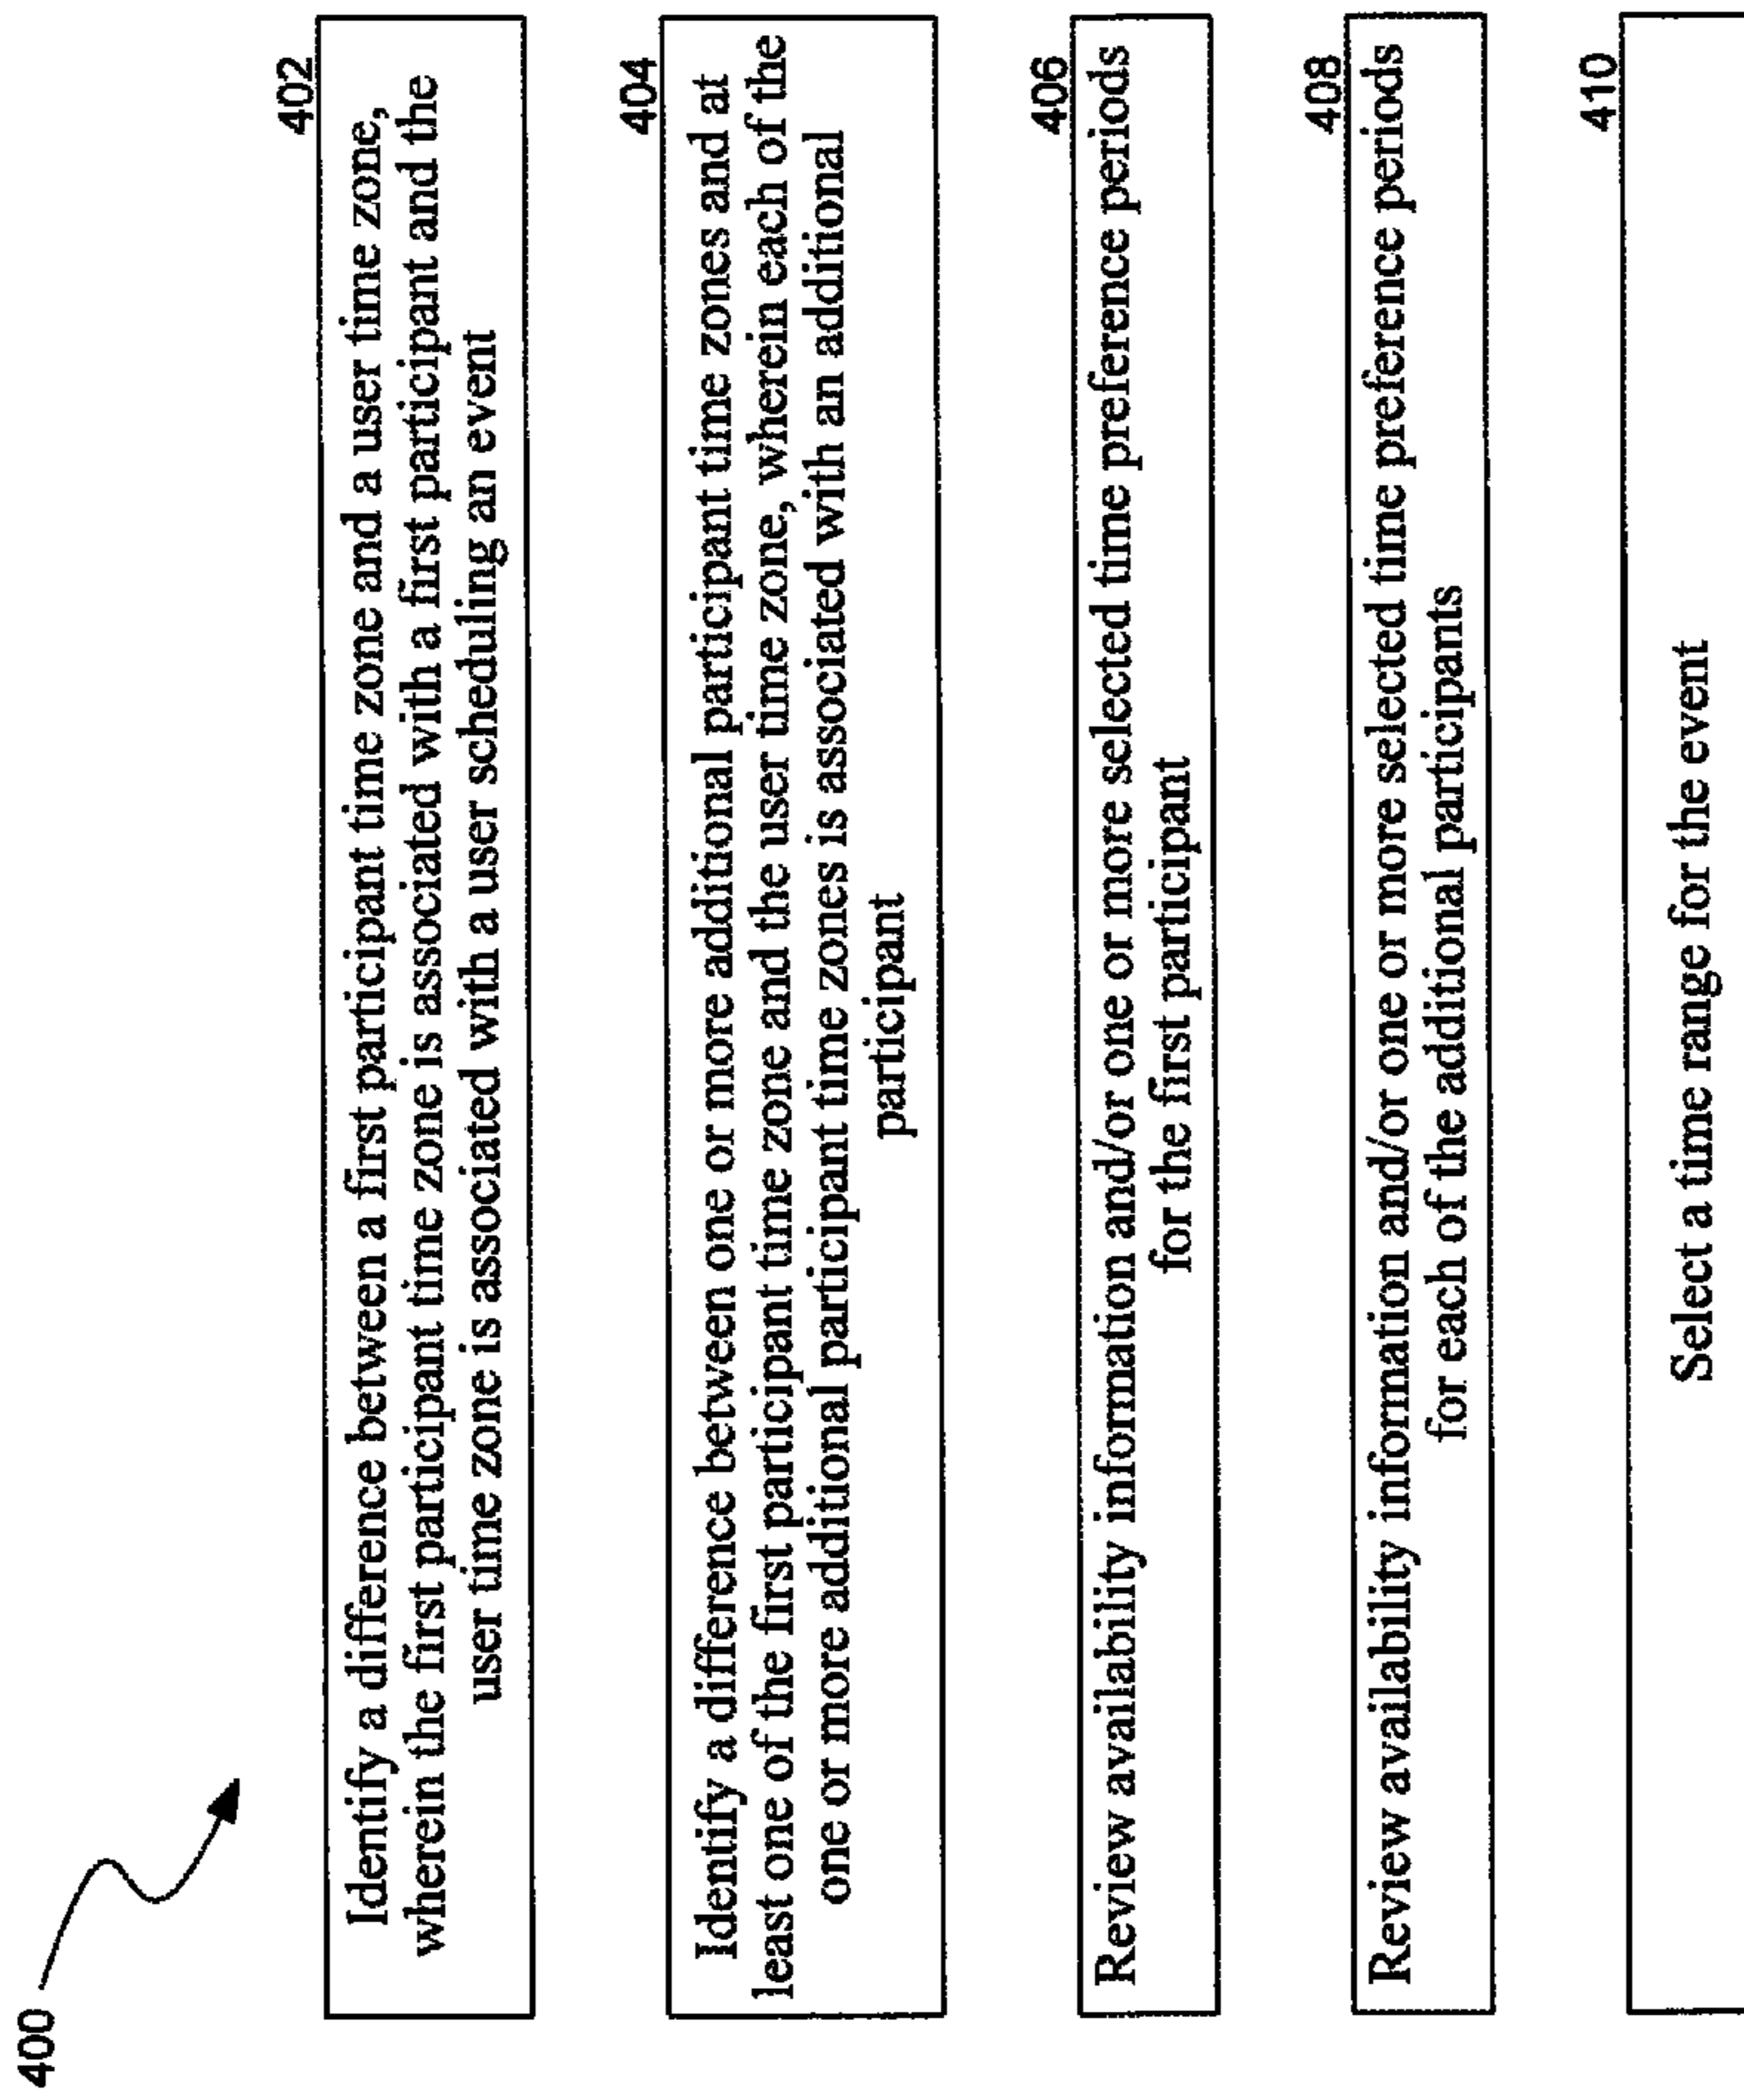 400
402
Identify a difference between a first participant time zone and a user time zone,
wherein the first participant time zone is associated with a first participant and the
user time zone is associated with a user scheduling an event
404
Identify a difference between one or more additional participant time zones and at
least one of the first participant time zone and the user time zone, wherein each of the
one or more additional participant time zones is associated with an additional
participant
406
Review availability information and/or one or more selected time preference periods
for the first participant
408
Review availability information and/or one or more selected time preference periods
for each of the additional participants
410
Select a time range for the event